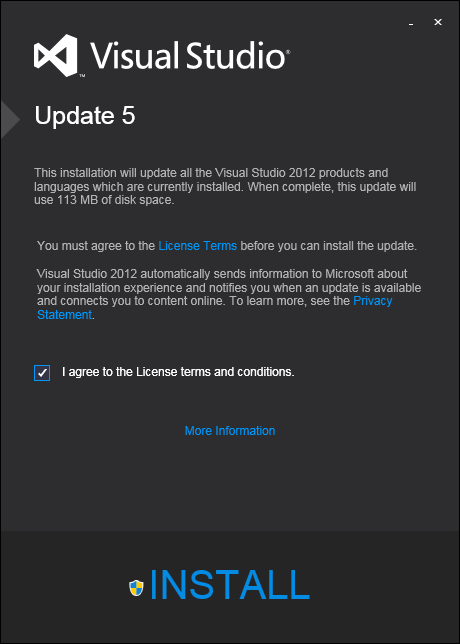 Visual Studio®
™
Update 5
This installation will update all the Visual Studio 2012 products and
languages which are currently installed. When complete, this update will
use 113 MB of disk space.
You must agree to the License Terms before you can install the update.
Visual Studio 2012 automatically sends information to Microsoft about
your installation experience and notifies you when an update is available
and connects you to content online. To learn more, see the Privacy
Statement.
I agree to the License terms and conditions.
More Information
INSTALL